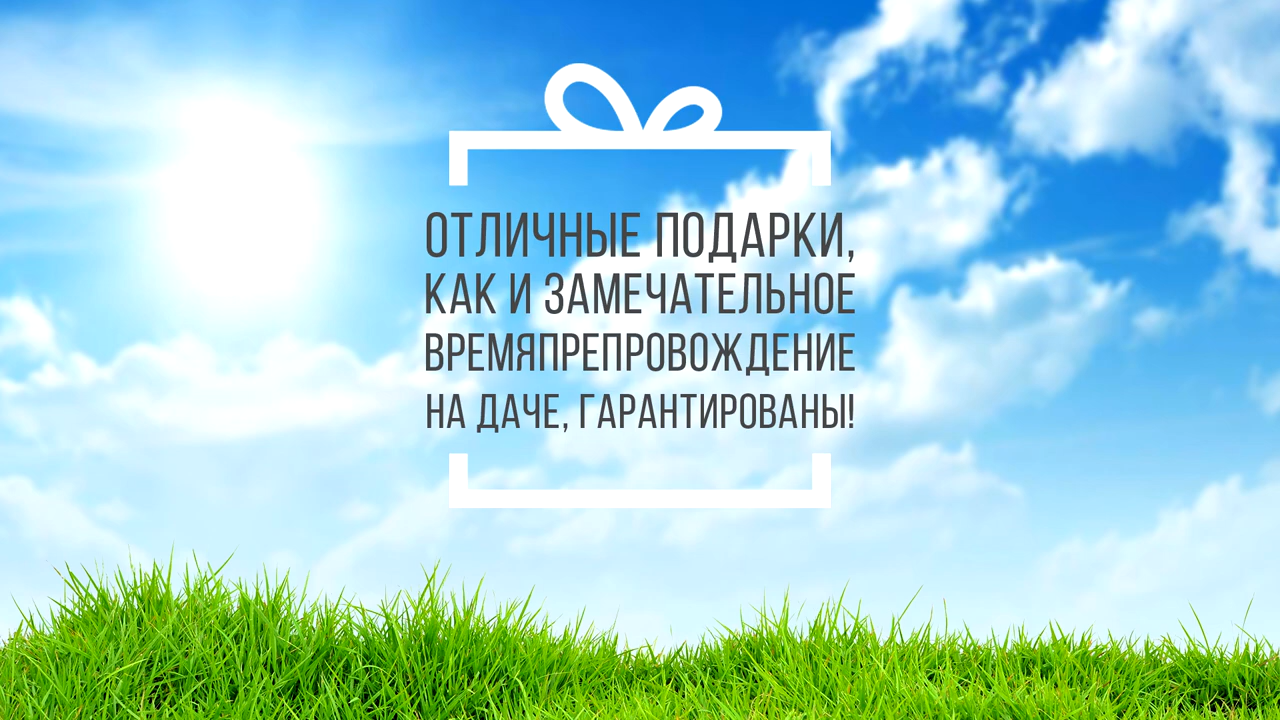 ОТЛИЧНЫЕ ПОДАРКИ,
КАК И ЗАМЕЧАТЕЛЬНОЕ
ВРЕМЯПРЕПРОВОЖДЕНИЕ
НА ДАЧЕ, ГАРАНТИРОВАНЫ!